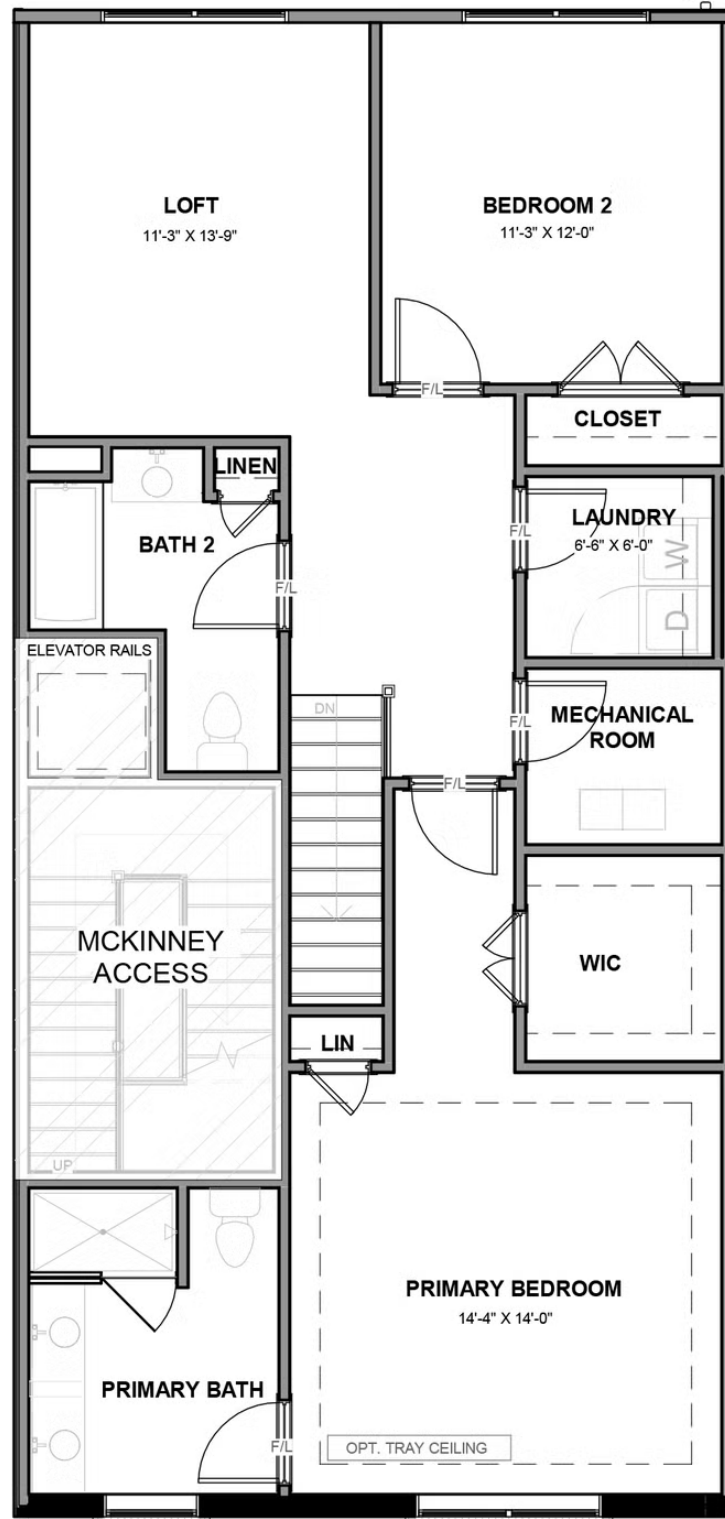 LOFT
11'-3" X 13'-9"
BEDROOM 2
11'-3" X 12'-0"
F/L
CLOSET
LINEN
BATH 2
F/L
F/L
LAUNDRY
6'-6" X 6'-0"
W
D
ELEVATOR RAILS
DN
F/L
MECHANICAL
ROOM
F/L
MCKINNEY
ACCESS
WIC
LIN
UP
PRIMARY BEDROOM
14'-4" X 14'-0"
PRIMARY BATH
F/L
OPT. TRAY CEILING